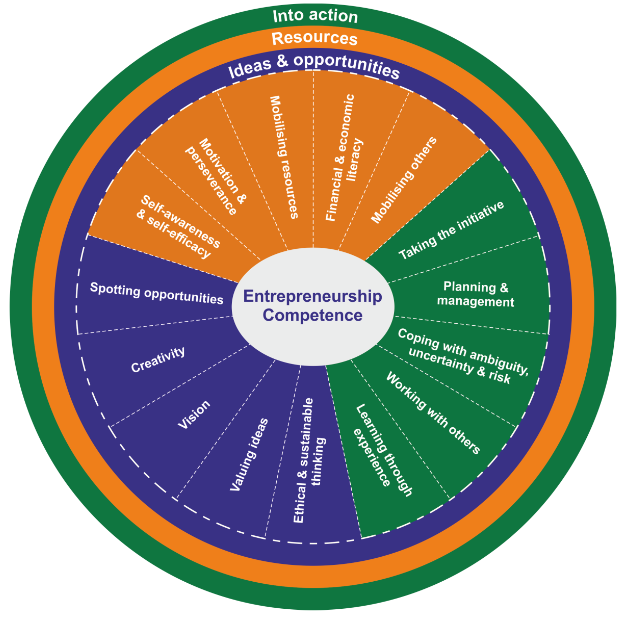 Into action
Resources
Ideas & opportunities
Mobilising resources
Financial & economic
literacy
Motivation &
perseverance
Mobilising others
Self-awareness
& self-efficacy
Taking the initiative
Spotting opportunities
Entrepreneurship
Competence
Planning &
management
Creativity
Coping with ambiguity,
uncertainty & risk
Vision
Working with others
Valuing ideas
Ethical & sustainable
thinking
Learning through
experience